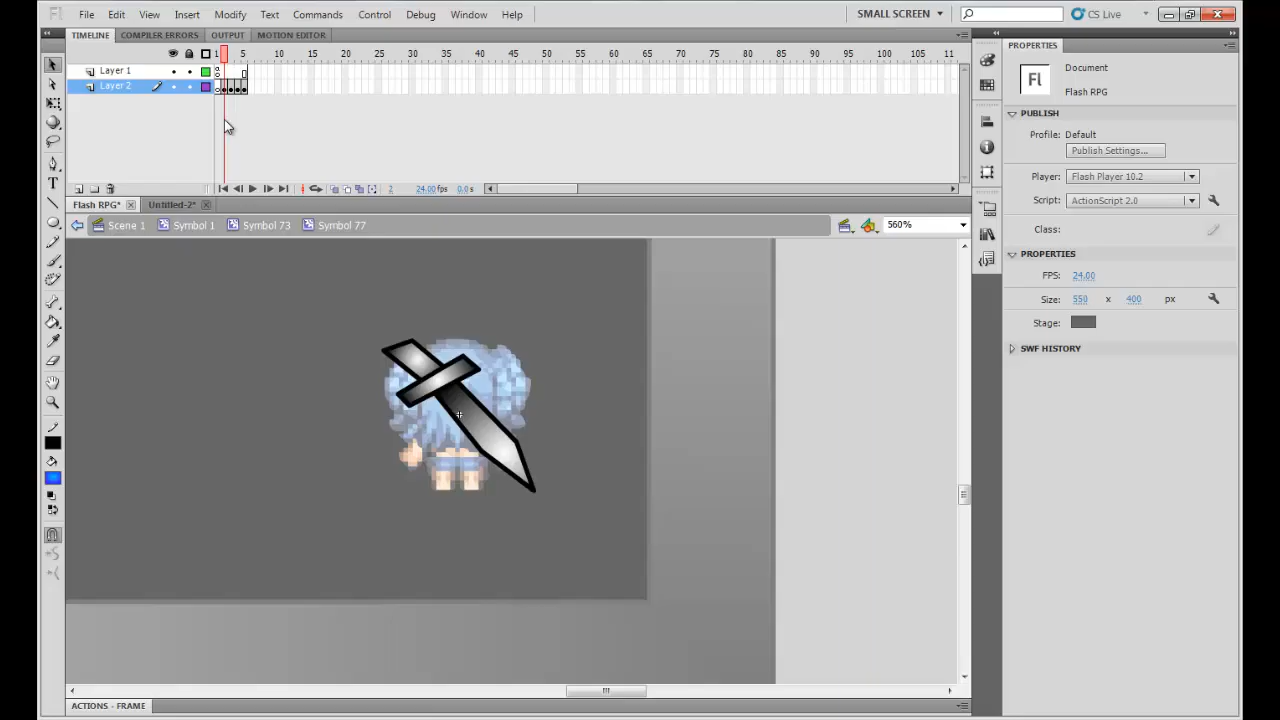 Fl File Edit View Insert Modify Text Commands Control Debug Window Help SMALL SCREEN CS Live
TIMELINE COMPILER ERRORS OUTPUT MOTION EDITOR
1 5 10 15 20 25 30 35 40 45 50 55 60 65 70 75 80 85 90 95 100 105 11
Layer 1
Layer 2
2 24.00fps 0.0s
Flash RPG* Untitled-2*
Scene 1 Symbol 1 Symbol 73 Symbol 77 560%
T
ACTIONS - FRAME
PROPERTIES
Fl
Document
Flash RPG
PUBLISH
Profile: Default
Publish Settings...
Player: Flash Player 10.2
Script: ActionScript 2.0
Class:
PROPERTIES
FPS: 24.00
Size: 550 x 400 px
Stage:
SWF HISTORY